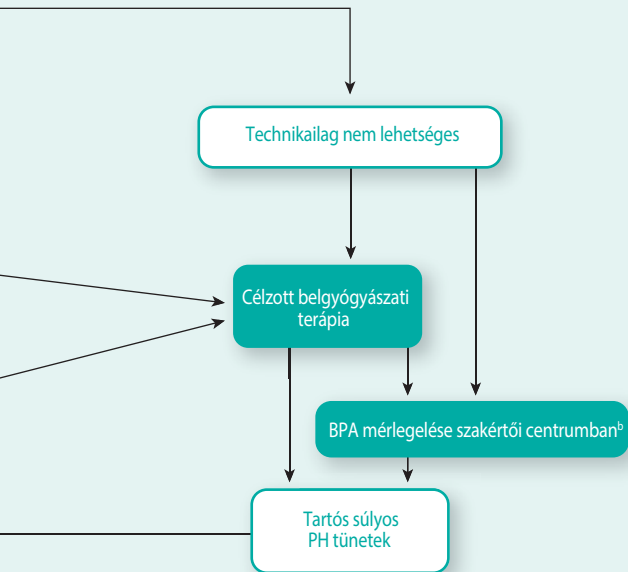 Technikailag nem lehetséges
Célzott belgyógyászati
terápia
BPA mérlegelése szakértői centrumbanᵇ
Tartós súlyos
PH tünetek